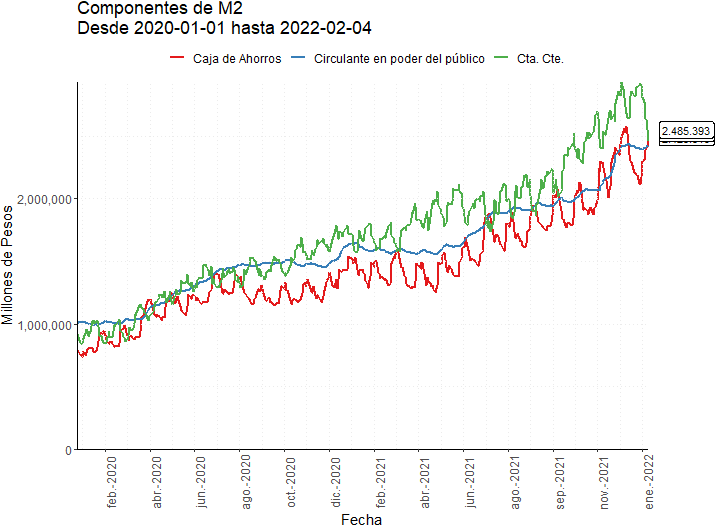 Componentes de M2
Desde 2020-01-01 hasta 2022-02-04
Caja de Ahorros
Circulante en poder del público
Cta. Cte.
Millones de Pesos
2,000,000
1,000,000
0
2.485.393
feb.-2020
abr.-2020
jun.-2020
ago.-2020
oct.-2020
dic.-2020
feb.-2021
abr.-2021
jun.-2021
ago.-2021
sep.-2021
nov.-2021
ene.-2022
Fecha